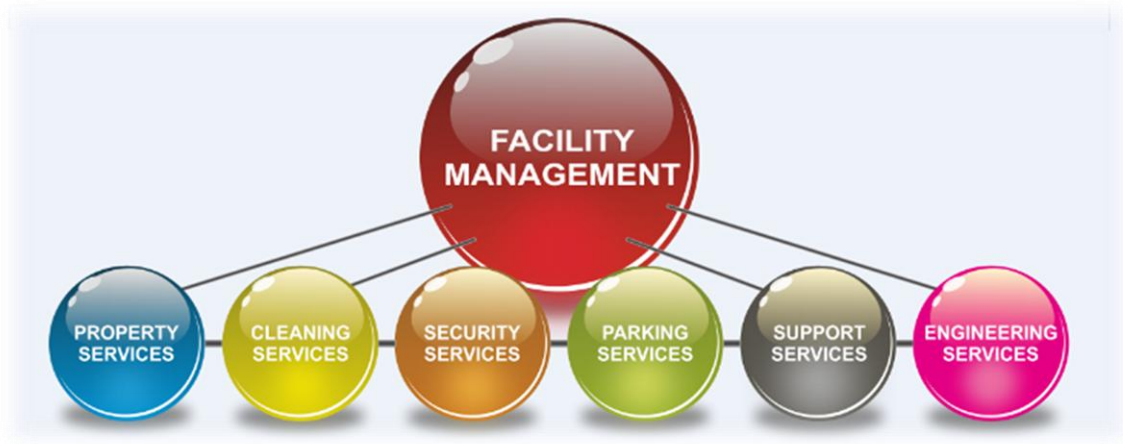 FACILITY
MANAGEMENT
PROPERTY
SERVICES
CLEANING
SERVICES
SECURITY
SERVICES
PARKING
SERVICES
SUPPORT
SERVICES
ENGINEERING
SERVICES